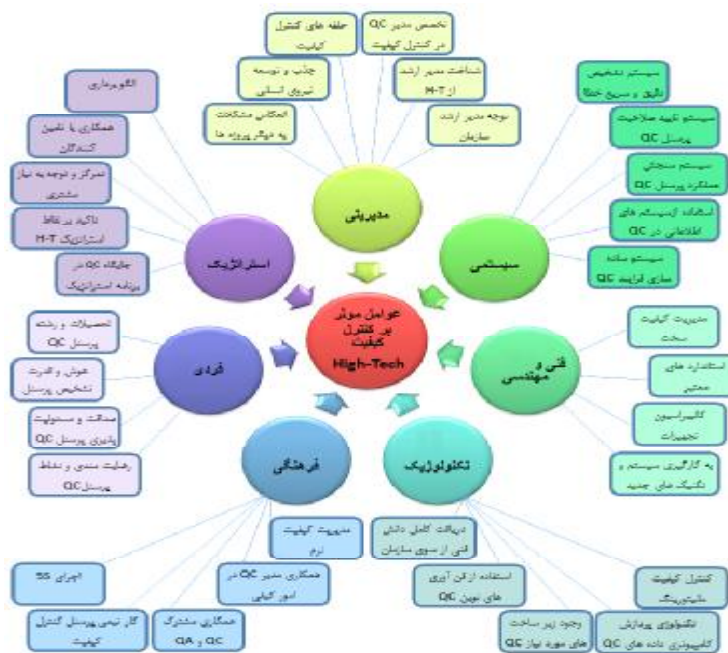 حلقه های کنترل
کیفیت
تخصص مدیر QC
در کنترل کیفیت
جذب و توسعه
نیروی انسانی
شناخت مدیر ارشد
از H-T
انعکاس مشکلات
به دیگر پروژه ها
توجه مدیر ارشد
سازمان
مدیریتی
سیستم تشخیص
دقیق و سریع خطا
سیستم تایید صلاحیت
پرسنل QC
سیستم سنجش
عملکرد پرسنل QC
استفاده از سیستم های
اطلاعاتی در QC
سیستم ساده
سازی فرایند QC
سیستمی
الگوبرداری
همکاری با تامین
کنندگان
تمرکز و توجه به نیاز
مشتری
تاکید بر نقاط
استراتژیک H-T
جایگاه QC در
برنامه استراتژیک
استراتژیک
عوامل موثر
بر کنترل
کیفیت
High-Tech
مدیریت کیفیت
سخت
استاندارد های
معتبر
کالیبراسیون
تجهیزات
به کارگیری سیستم و
تکنیک های جدید
فنی و
مهندسی
تحصیلات و رشته
پرسنل QC
هوش و قدرت
تشخیص پرسنل
صداقت و مسئولیت
پذیری پرسنل QC
رضایت مندی و نشاط
پرسنل QC
فردی
تکنولوژیک
دریافت کامل دانش
فنی از سوی سازمان
استفاده از فن آوری
های نوین QC
وجود زیر ساخت
های مورد نیاز QC
کنترل کیفیت
مانیتورینگ
تکنولوژی پردازش
کامپیوتری داده های QC
فرهنگی
مدیریت کیفیت
نرم
همکاری مدیر QC در
امور کیفی
همکاری مشترک
QC و QA
کار تیمی پرسنل کنترل
کیفیت
اجرای 5S